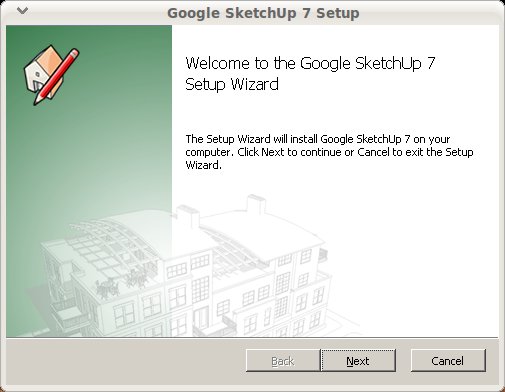 Google SketchUp 7 Setup
Welcome to the Google SketchUp 7
Setup Wizard
The Setup Wizard will install Google SketchUp 7 on your
computer. Click Next to continue or Cancel to exit the Setup
Wizard.
Back
Next
Cancel